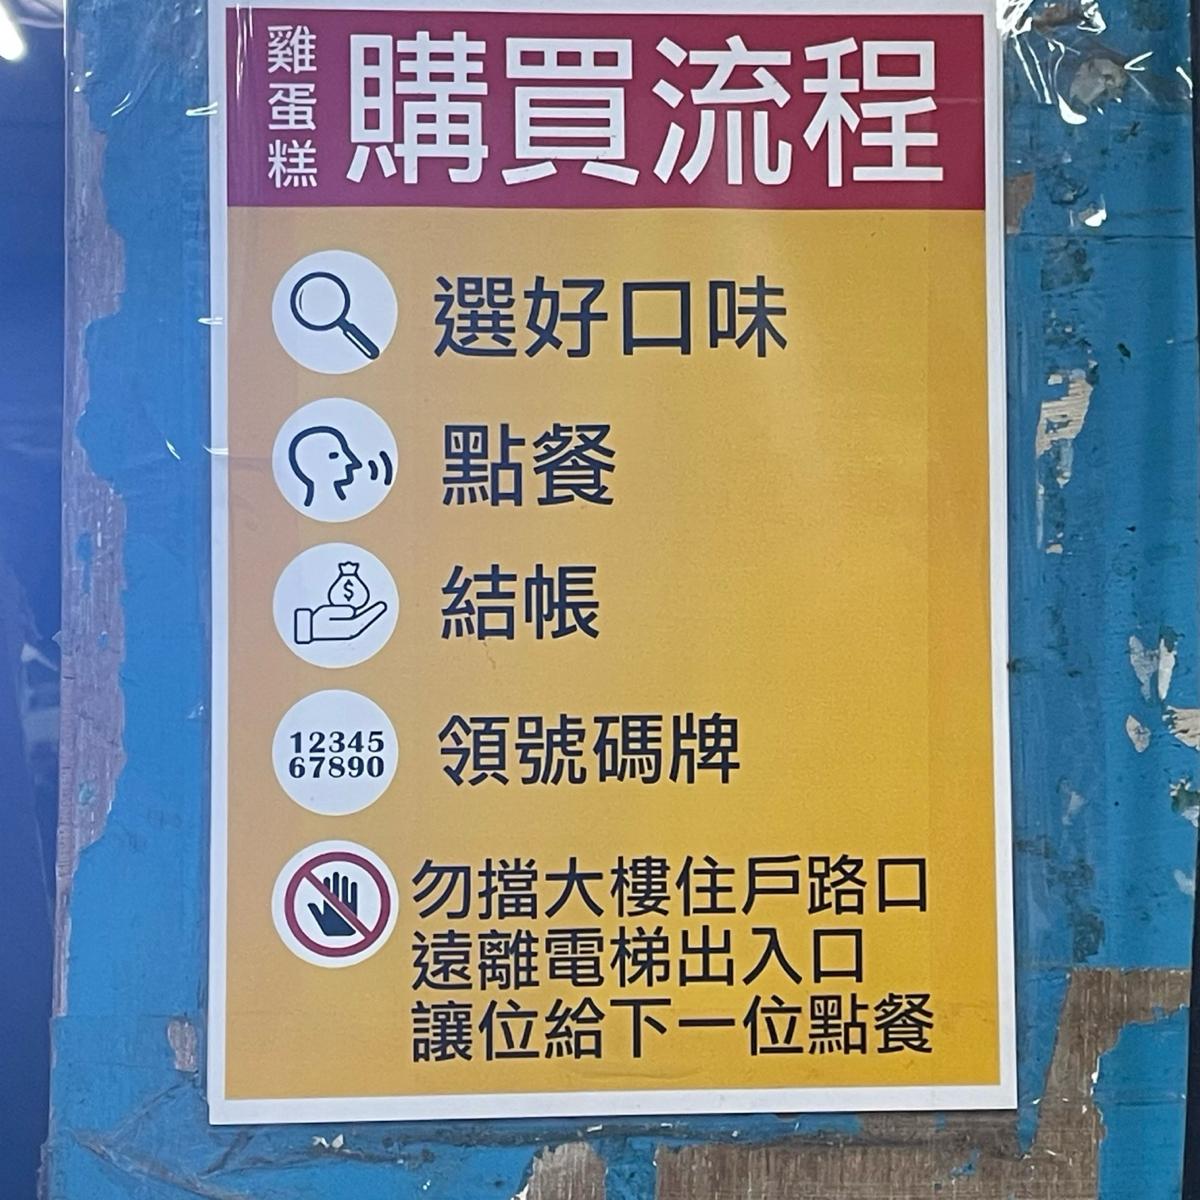 雞蛋糕
購買流程
選好口味
點餐
$
結帳
12345
67890
領號碼牌
勿擋大樓住戶路口
遠離電梯出入口
讓位給下一位點餐